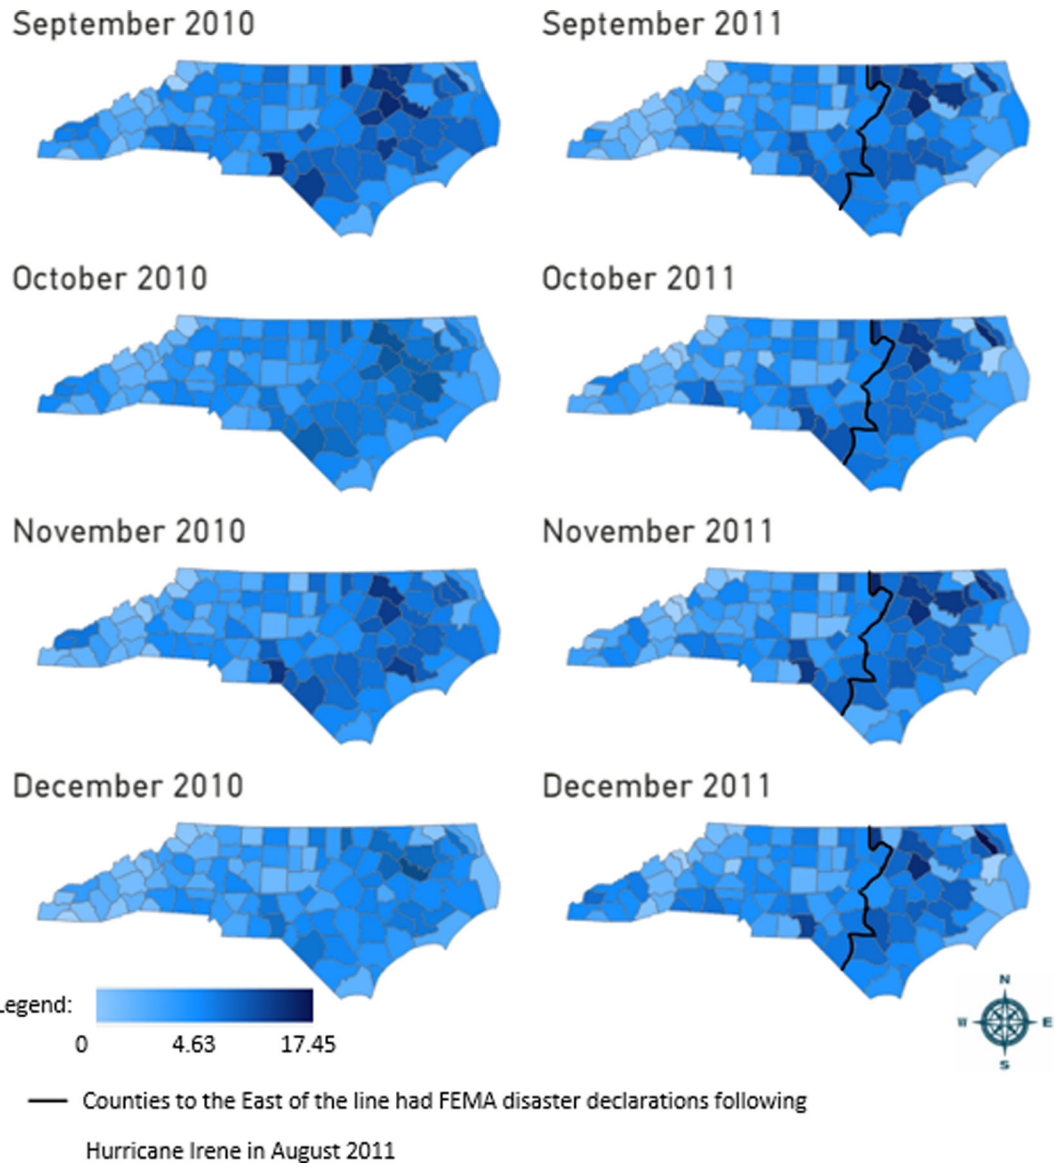 September 2010
September 2011
October 2010
October 2011
November 2010
November 2011
December 2010
December 2011
Legend:
0
4.63
17.45
N
W
E
S
Counties to the East of the line had FEMA disaster declarations following
Hurricane Irene in August 2011